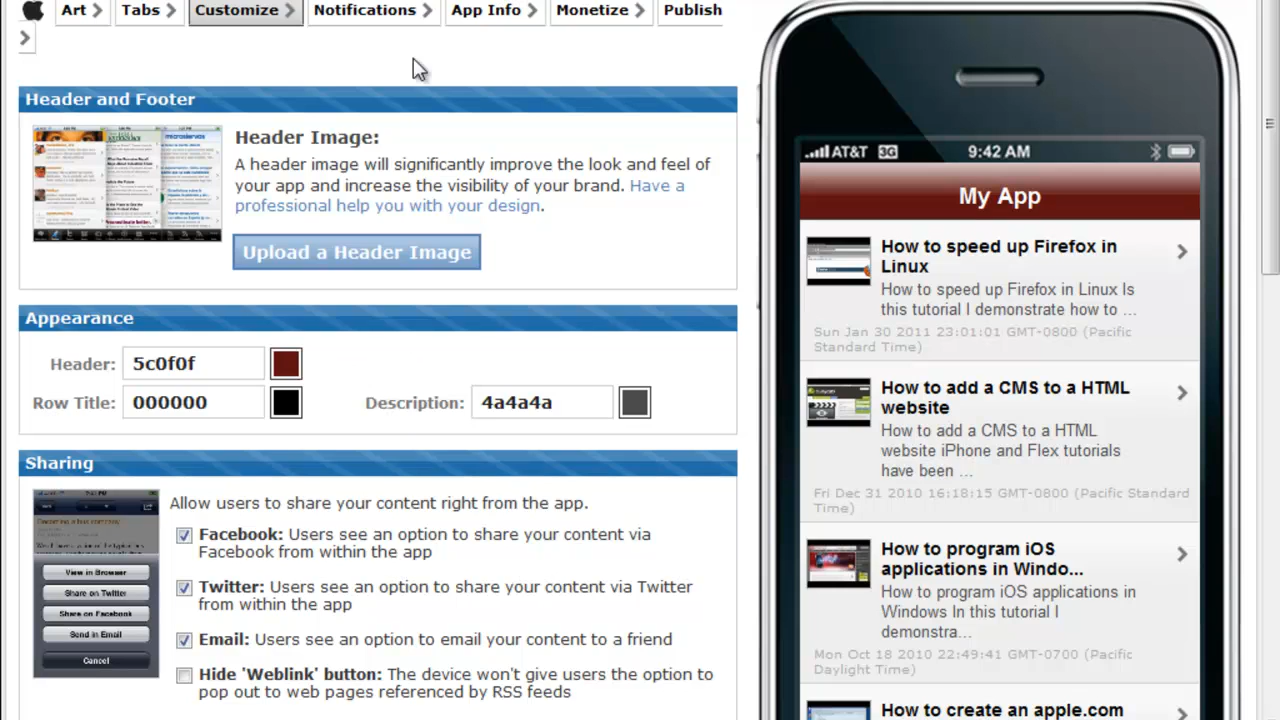 Art
Tabs
Customize
Notifications
App Info
Monetize
Publish
Header and Footer
Header Image:
A header image will significantly improve the look and feel of
your app and increase the visibility of your brand. Have a
professional help you with your design.
Upload a Header Image
Appearance
Header: 5c0f0f
Row Title: 000000
Description: 4a4a4a
Sharing
Allow users to share your content right from the app.
Facebook: Users see an option to share your content via
Facebook from within the app
Twitter: Users see an option to share your content via Twitter
from within the app
Email: Users see an option to email your content to a friend
Hide 'Weblink' button: The device won't give users the option to
pop out to web pages referenced by RSS feeds
View in Browser
Share on Twitter
Share on Facebook
Send in Email
Cancel
AT&T 3G 9:42 AM
My App
How to speed up Firefox in
Linux
How to speed up Firefox in Linux Is
this tutorial I demonstrate how to ...
Sun Jan 30 2011 23:01:01 GMT-0800 (Pacific
Standard Time)
How to add a CMS to a HTML
website
How to add a CMS to a HTML
website iPhone and Flex tutorials
have been ...
Fri Dec 31 2010 16:18:15 GMT-0800 (Pacific Standard
Time)
How to program iOS
applications in Windo...
How to program iOS applications in
Windows In this tutorial I
demonstra...
Mon Oct 18 2010 22:49:41 GMT-0700 (Pacific
Daylight Time)
How to create an apple.com